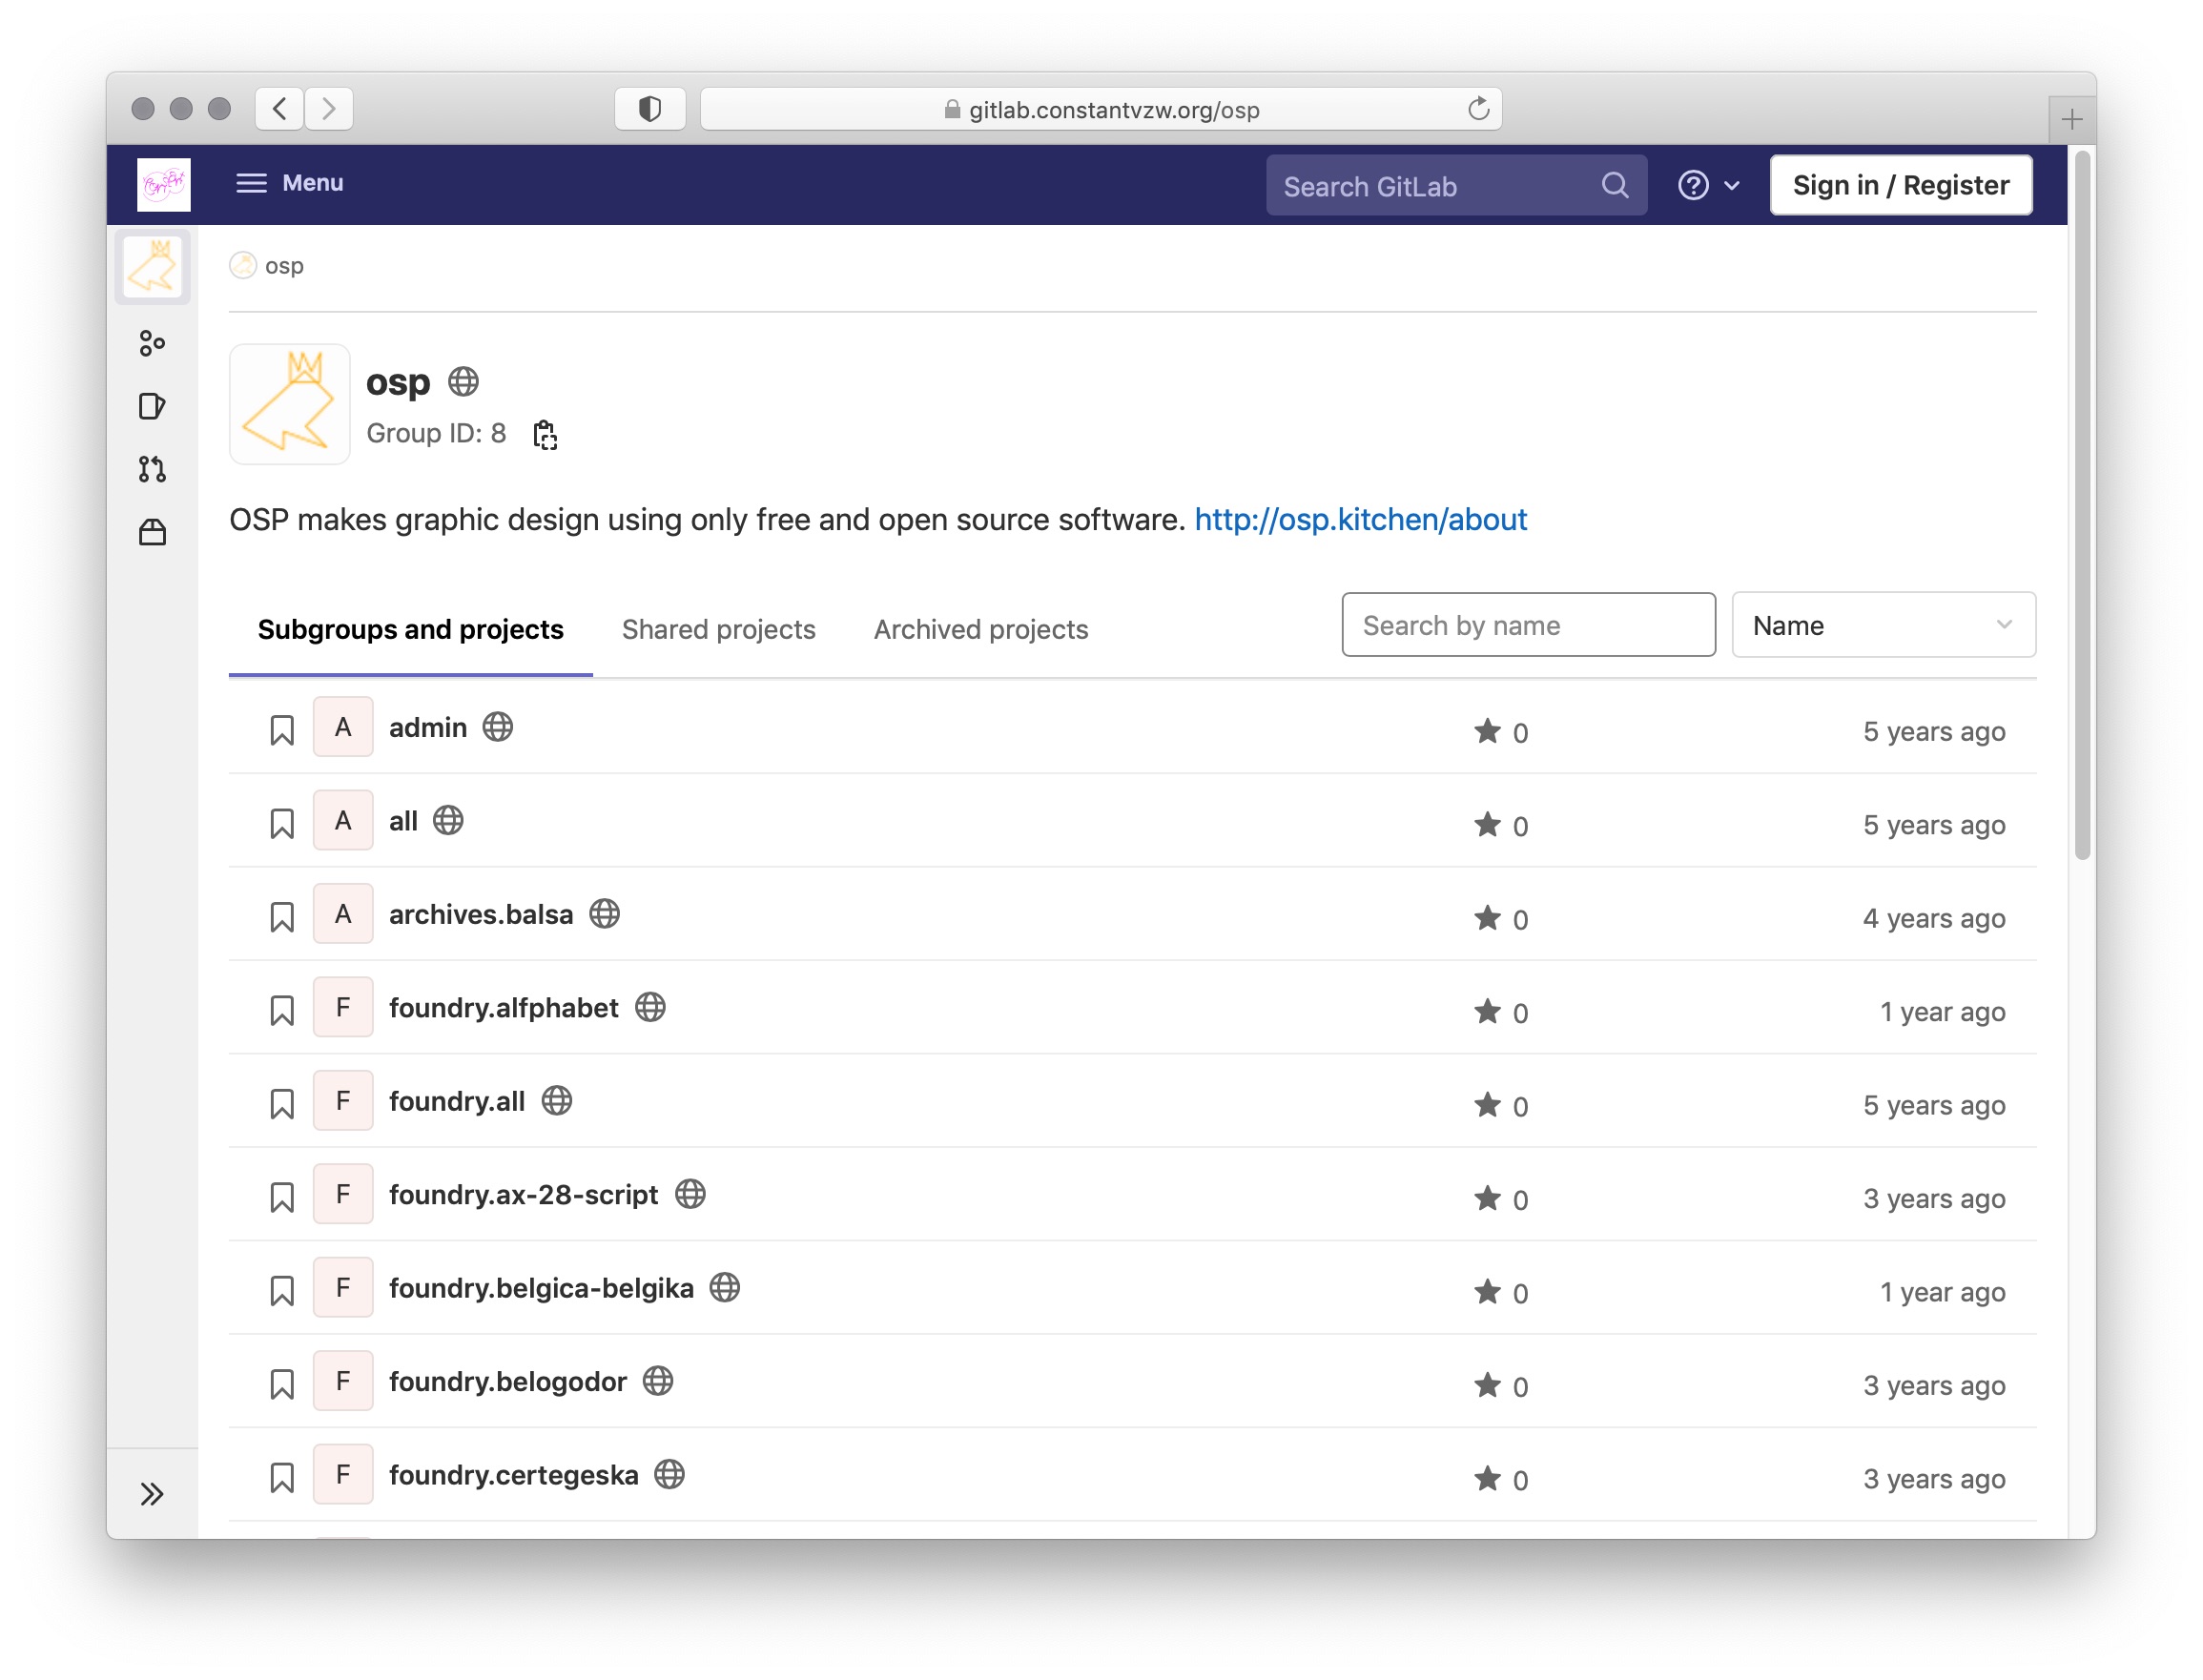 gitlab.constantvzw.org/osp
Menu
Search GitLab
Sign in / Register
osp
osp
Group ID: 8
OSP makes graphic design using only free and open source software. http://osp.kitchen/about
Subgroups and projects
Shared projects
Archived projects
Search by name
Name
A admin 0 5 years ago
A all 0 5 years ago
A archives.balsa 0 4 years ago
F foundry.alfphabet 0 1 year ago
F foundry.all 0 5 years ago
F foundry.ax-28-script 0 3 years ago
F foundry.belgica-belgika 0 1 year ago
F foundry.belogodor 0 3 years ago
F foundry.certegeska 0 3 years ago